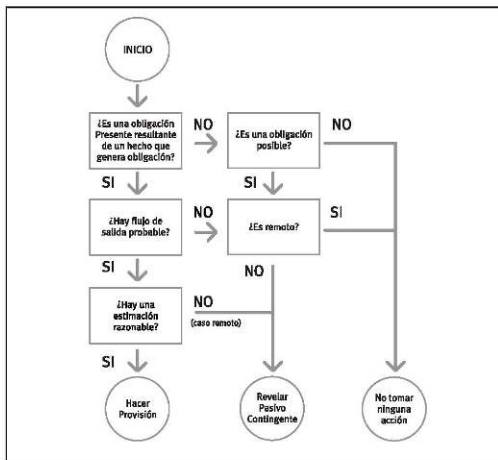 INICIO
¿Es una obligación
Presente resultante
de un hecho que
genera obligación?
NO
¿Es una obligación
posible?
NO
SI
SI
¿Hay flujo de
salida probable?
NO
¿Es remoto?
SI
SI
NO
¿Hay una
estimación
razonable?
NO
(caso remoto)
SI
Hacer
Provisión
Revelar
Pasivo
Contingente
No tomar
ninguna
acción